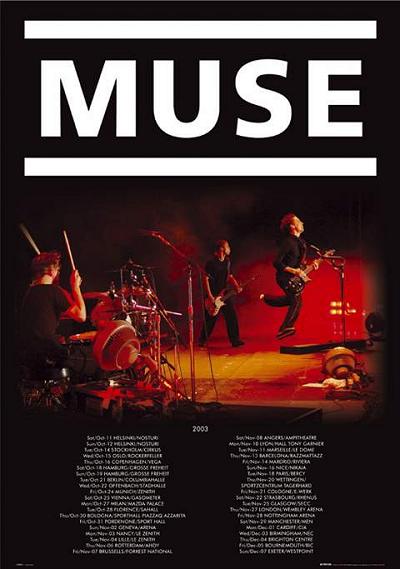 MUSE
2003
Sat/Oct-11 HELSINKI/NOSTURI
Sun/Oct-12 HELSINKI/NOSTURI
Tue/Oct-14 STOCKHOLM/CIRKUS
Wed/Oct-15 OSLO/ROCKERFELLER
Thu/Oct-16 COPENHAGEN/VEGA
Sat/Oct-18 HAMBURG/GROSSE FREIHEIT
Sun/Oct-19 HAMBURG/GROSSE FREIHEIT
Tue/Oct-21 BERLIN/COLUMBIAHALLE
Wed/Oct-22 OFFENBACH/STADHALLE
Fri/Oct-24 MUNICH/ZENITH
Sat/Oct-25 VIENNA/GASOMETER
Mon/Oct-27 MILAN/MAZDA PALACE
Tue/Oct-28 FLORENCE/SAHALL
Thu/Oct-30 BOLOGNA/SPORTHALL PIAZZAQ AZZARITA
Fri/Oct-31 PORDENONE/SPORT HALL
Sun/Nov-02 GENEVA/ARENA
Mon/Nov-03 NANCY/LE ZENITH
Tue/Nov-04 LILLE/LE ZENITH
Thu/Nov-06 ROTTERDAM/AHOY
Fri/Nov-07 BRUSSELLES/FORREST NATIONAL
Sat/Nov-08 ANGERS/AMPITHEATRE
Mon/Nov-10 LYON/HALL TONY GARNIER
Tue/Nov-11 MARSEILLE/LE DOME
Thu/Nov-13 BARCELONA/RAZZMATTAZZ
Fri/Nov-14 MARDRID/RIVIERA
Sun/Nov-16 NICE/NIKAIA
Tue/Nov-18 PARIS/BERCY
Thu/Nov-20 WETTINGEN/
SPORTZCENTRUM TAGERHARD
Fri/Nov-21 COLOGNE/E-WERK
Sat/Nov-22 STRASBOURG/RHENUS
Tue/Nov-25 GLASGOW/SECC
Thu/Nov-27 LONDON/WEMBLEY ARENA
Fri/Nov-28 NOTTINGHAM ARENA
Sat/Nov-29 MANCHESTER/MEN
Mon/Dec-01 CARDIFF/CIA
Wed/Dec-03 BIRMINGHAM/NEC
Thu/Dec-04 BRIGHTON CENTRE
Fri/Dec-05 BOURNEMOUTH/BIC
Sun/Dec-07 EXETER/WESTPOINT